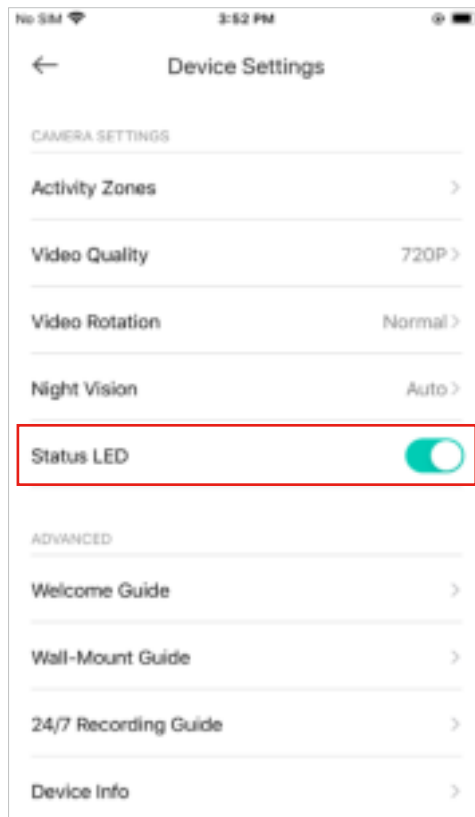 No SIM 3:52 PM
Device Settings
CAMERA SETTINGS
Activity Zones
Video Quality 720P
Video Rotation Normal
Night Vision Auto
Status LED
ADVANCED
Welcome Guide
Wall-Mount Guide
24/7 Recording Guide
Device Info